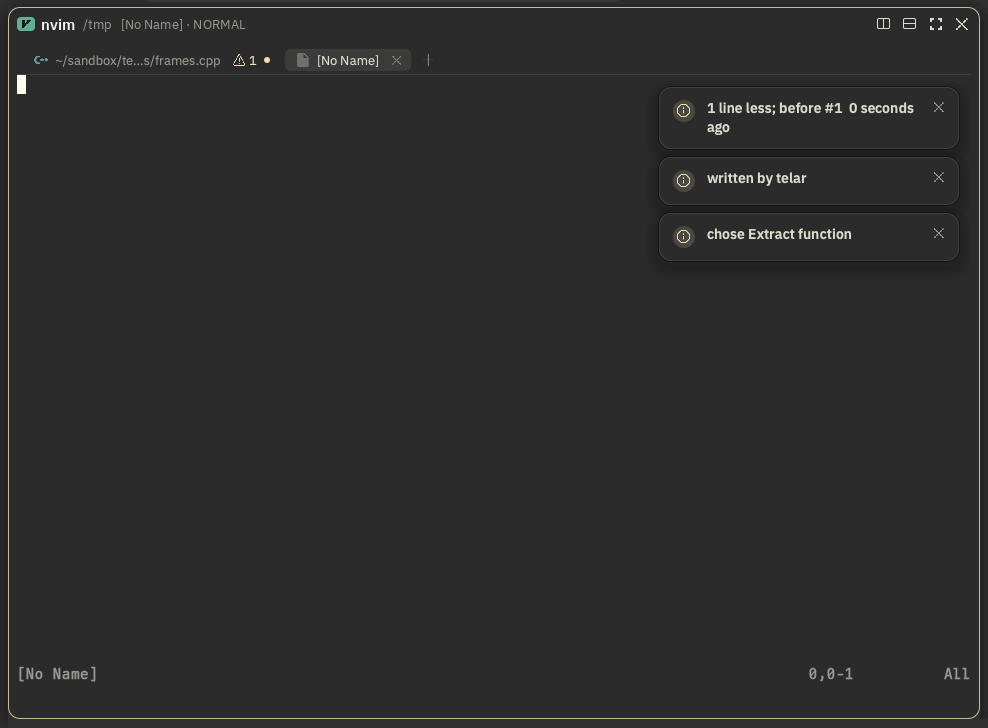 nvim /tmp [No Name] · NORMAL
~/sandbox/te...s/frames.cpp 1 [No Name]
1 line less; before #1  0 seconds
ago
written by telar
chose Extract function
[No Name] 0,0-1 All